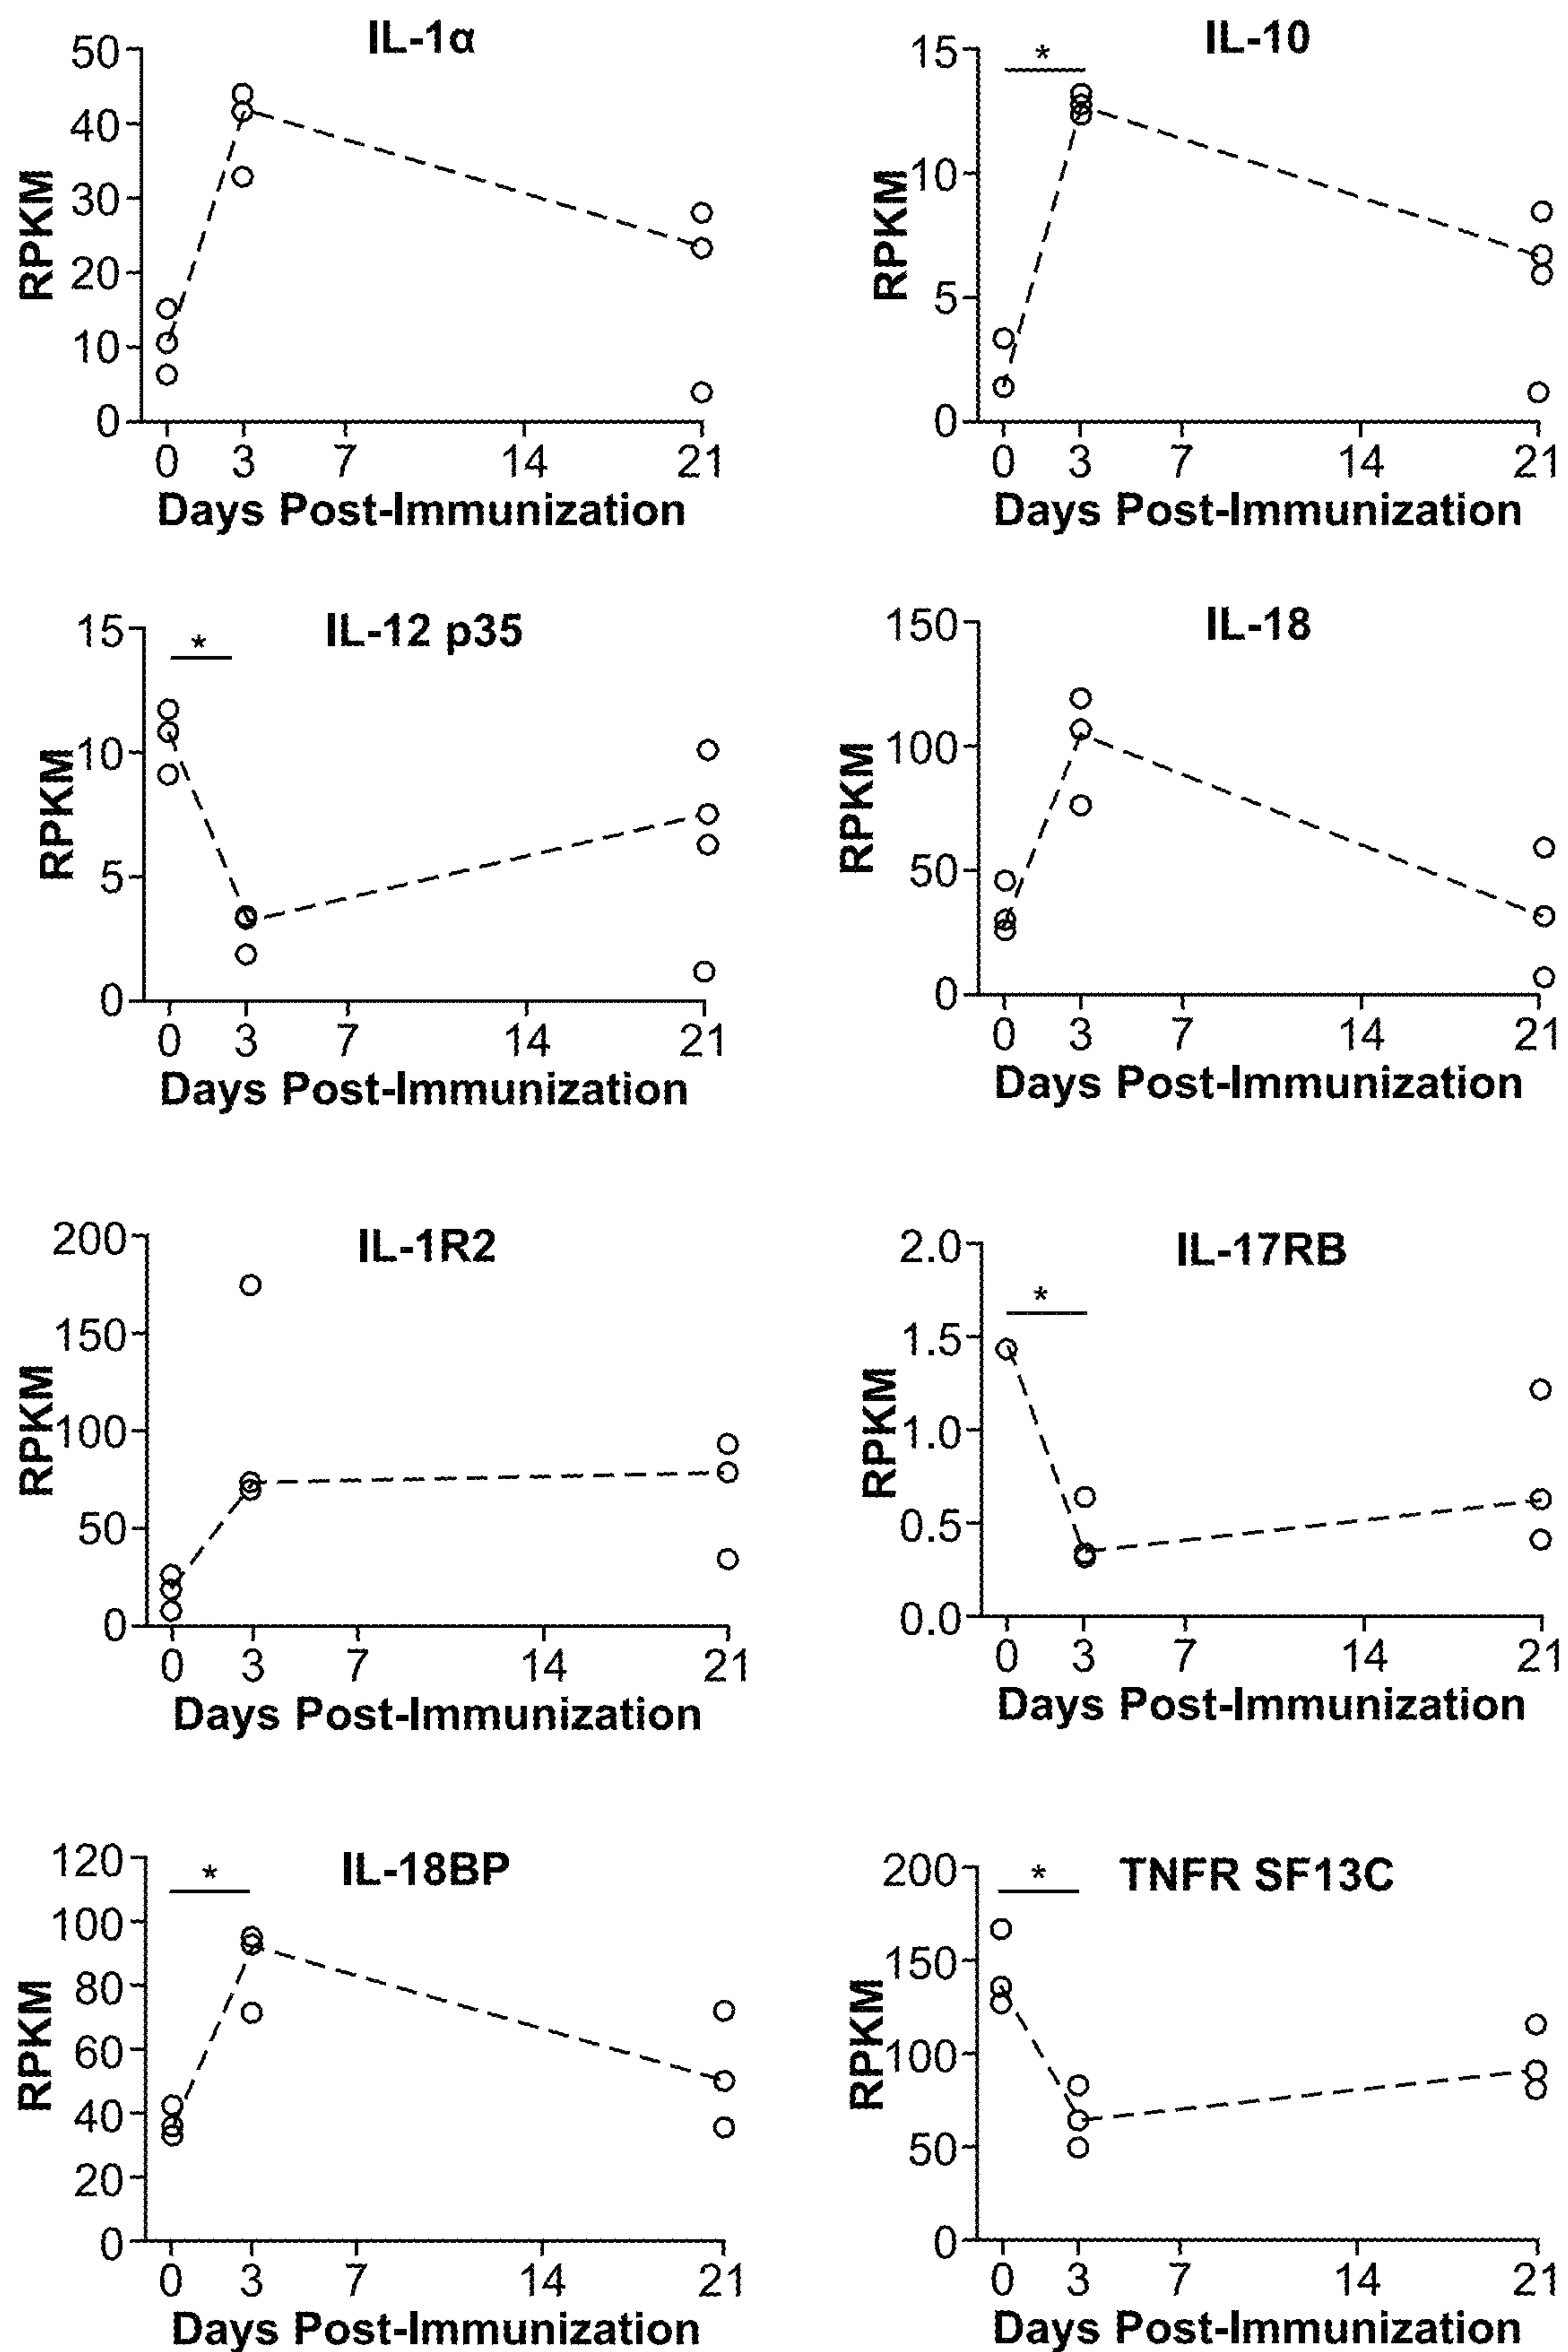 IL-1α
RPKM
50
40
30
20
10
0
0 3 7 14 21
Days Post-Immunization
IL-10
*
RPKM
15
10
5
0
0 3 7 14 21
Days Post-Immunization
IL-12 p35
*
RPKM
15
10
5
0
0 3 7 14 21
Days Post-Immunization
IL-18
RPKM
150
100
50
0
0 3 7 14 21
Days Post-Immunization
IL-1R2
RPKM
200
150
100
50
0
0 3 7 14 21
Days Post-Immunization
IL-17RB
*
RPKM
2.0
1.5
1.0
0.5
0.0
0 3 7 14 21
Days Post-Immunization
IL-18BP
*
RPKM
120
100
80
60
40
20
0
0 3 7 14 21
Days Post-Immunization
TNFR SF13C
*
RPKM
200
150
100
50
0
0 3 7 14 21
Days Post-Immunization